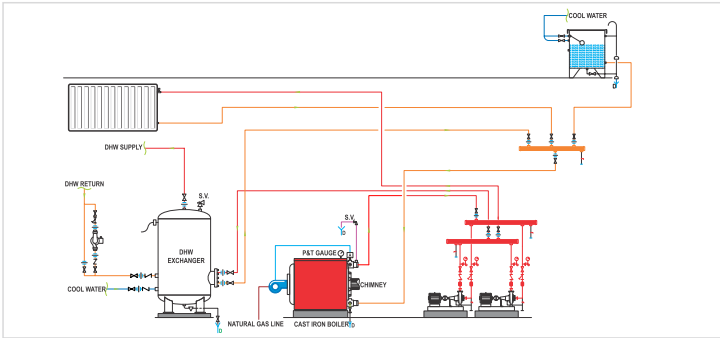 COOL WATER
DHW SUPPLY
DHW RETURN
S.V.
DHW
EXCHANGER
COOL WATER
S.V.
P&T GAUGE
CHIMNEY
NATURAL GAS LINE
CAST IRON BOILER
D
D
D
D